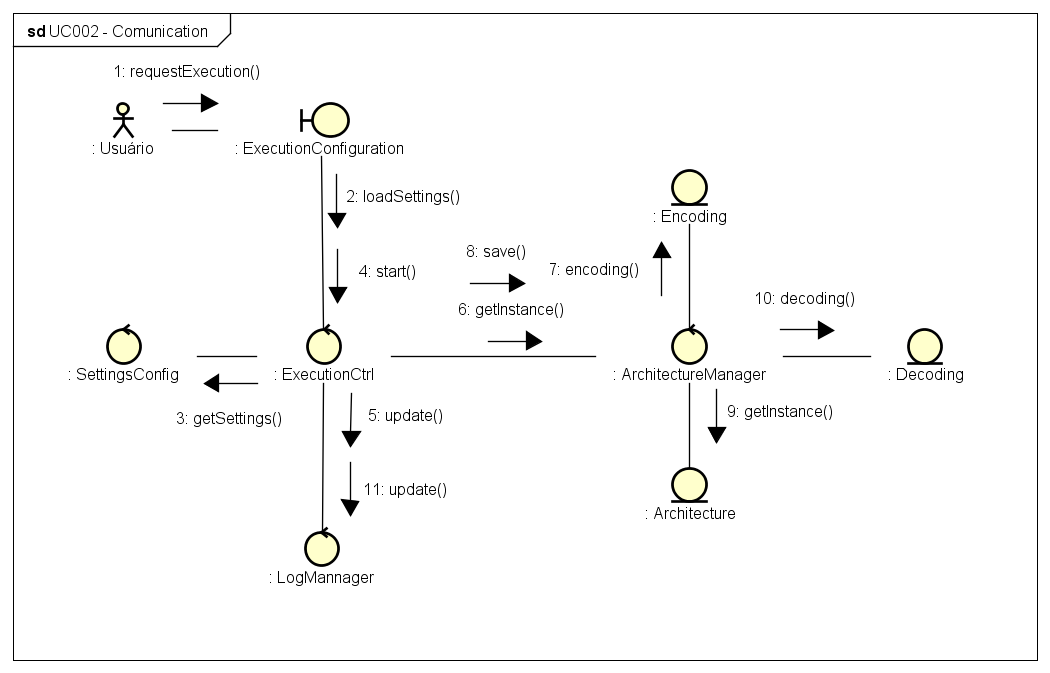 sd UC002 - Comunication
1: requestExecution()
: Usuário
: ExecutionConfiguration
2: loadSettings()
: Encoding
8: save()
7: encoding()
4: start()
10: decoding()
6: getInstance()
: SettingsConfig
: ExecutionCtrl
: ArchitectureManager
: Decoding
3: getSettings()
5: update()
9: getInstance()
11: update()
: Architecture
: LogMannager